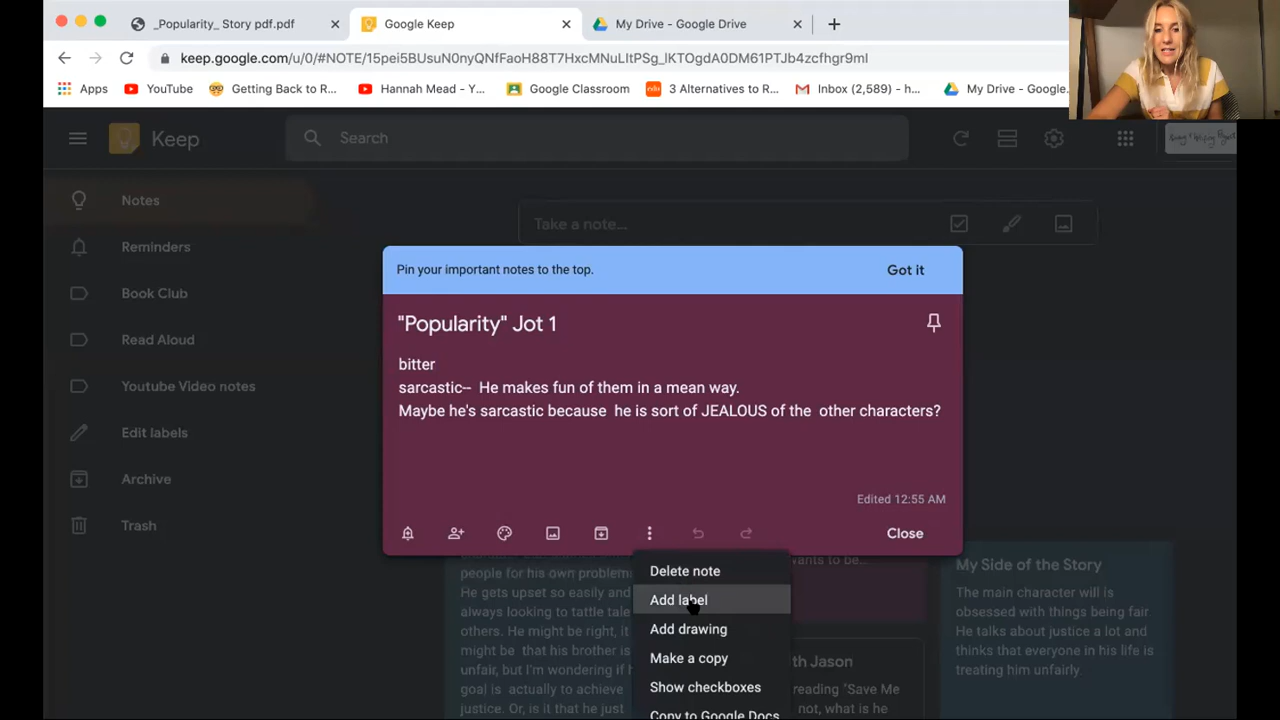 _Popularity_ Story pdf.pdf
Google Keep
My Drive - Google Drive
keep.google.com/u/0/#NOTE/15pei5BUsuN0nyQNfFaoH88T7HxcMNuLItPSg_lKTOgdA0DM61PTJb4zcfhgr9mI
Apps
YouTube
Getting Back to R...
Hannah Mead - Y...
Google Classroom
3 Alternatives to R...
Inbox (2,589) - h...
My Drive - Google.
Keep
Search
Notes
Reminders
Book Club
Read Aloud
Youtube Video notes
Edit labels
Archive
Trash
Take a note...
Pin your important notes to the top.
Got it
"Popularity" Jot 1
bitter
sarcastic-- He makes fun of them in a mean way.
Maybe he's sarcastic because he is sort of JEALOUS of the other characters?
Edited 12:55 AM
Close
Delete note
Add label
Add drawing
Make a copy
Show checkboxes
Copy to Google Docs
people for his own problem
He gets upset so easily and
always looking to tattle tale
others. He might be right, it
might be that his brother is
unfair, but I'm wondering if h
goal is actually to achieve
justice. Or, is it that he just
ants to be...
th Jason
reading "Save Me
not, what is he
My Side of the Story
The main character will is
obsessed with things being fair.
He talks about justice a lot and
thinks that everyone in his life is
treating him unfairly.